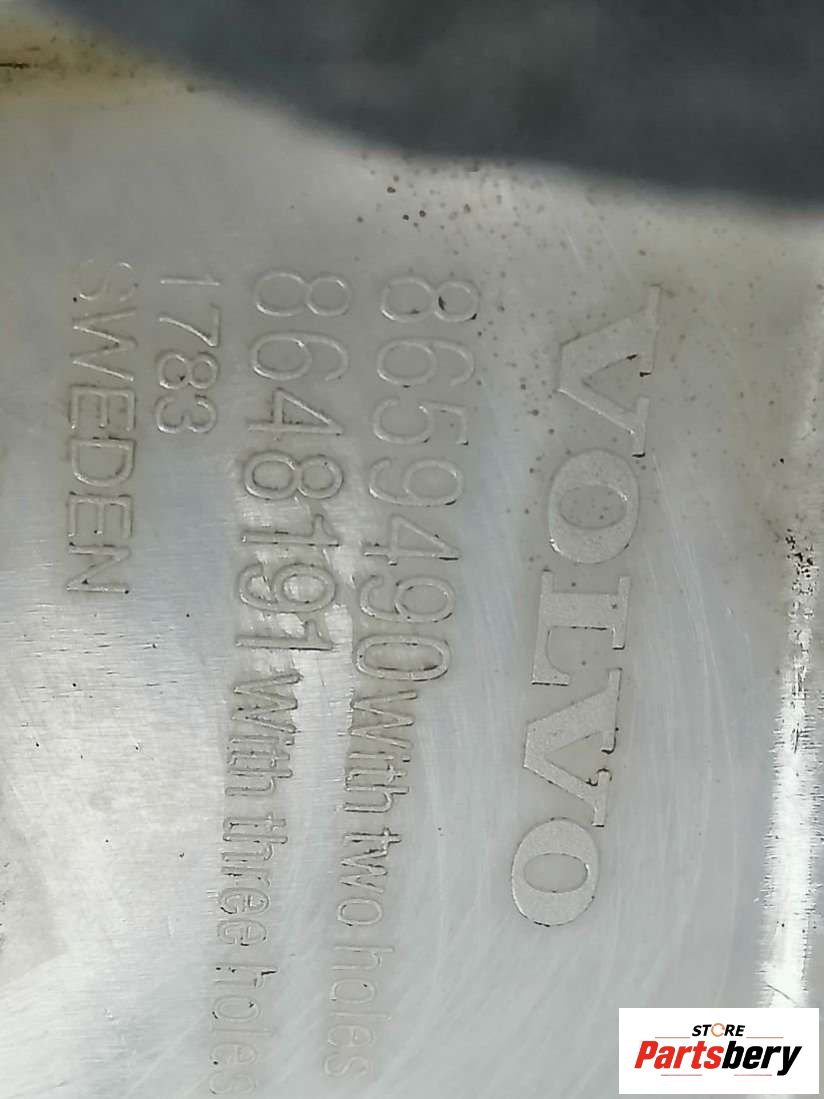 VOLVO
8659490 with two holes
8648191 with three holes
1783
SWEDEN
STORE
Partsbery